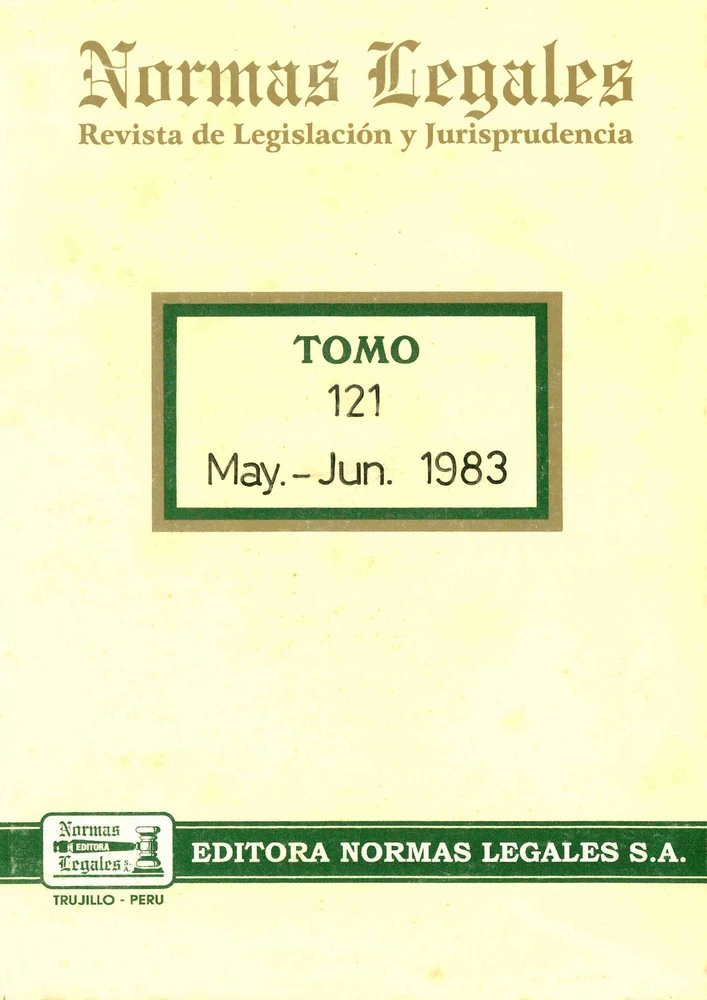 Normas Legales
Revista de Legislación y Jurisprudencia
TOMO
121
May.-Jun. 1983
Normas
EDITORA
Legales S.A.
EDITORA NORMAS LEGALES S.A.
TRUJILLO - PERU